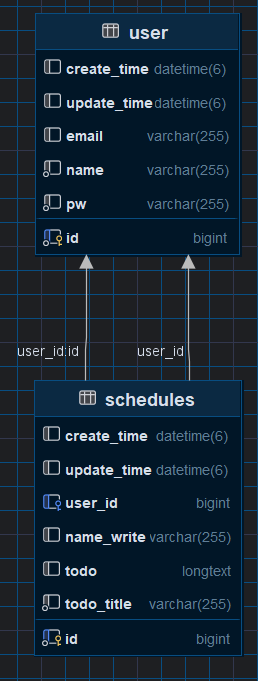 user
create_time datetime(6)
update_time datetime(6)
email varchar(255)
name varchar(255)
pw varchar(255)
id bigint
user_id:id user_id
schedules
create_time datetime(6)
update_time datetime(6)
user_id bigint
name_write varchar(255)
todo longtext
todo_title varchar(255)
id bigint